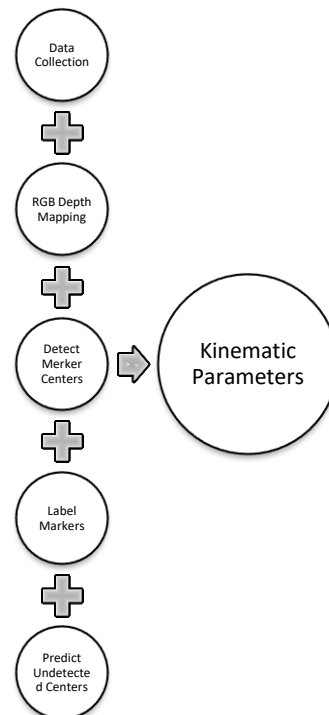 Data
Collection
RGB Depth
Mapping
Detect
Merker
Centers
Kinematic
Parameters
Label
Markers
Predict
Undetecte
d Centers